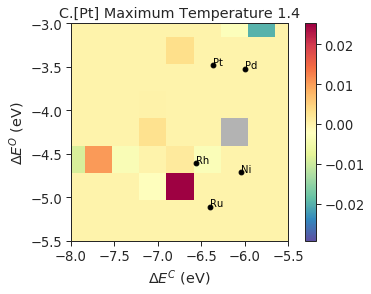 C.[Pt] Maximum Temperature 1.4
−3.0
−3.5
−4.0
−4.5
−5.0
−5.5
ΔE^O (eV)
Pt
Pd
Rh
Ni
Ru
−8.0 −7.5 −7.0 −6.5 −6.0 −5.5
ΔE^C (eV)
0.02
0.01
0.00
−0.01
−0.02